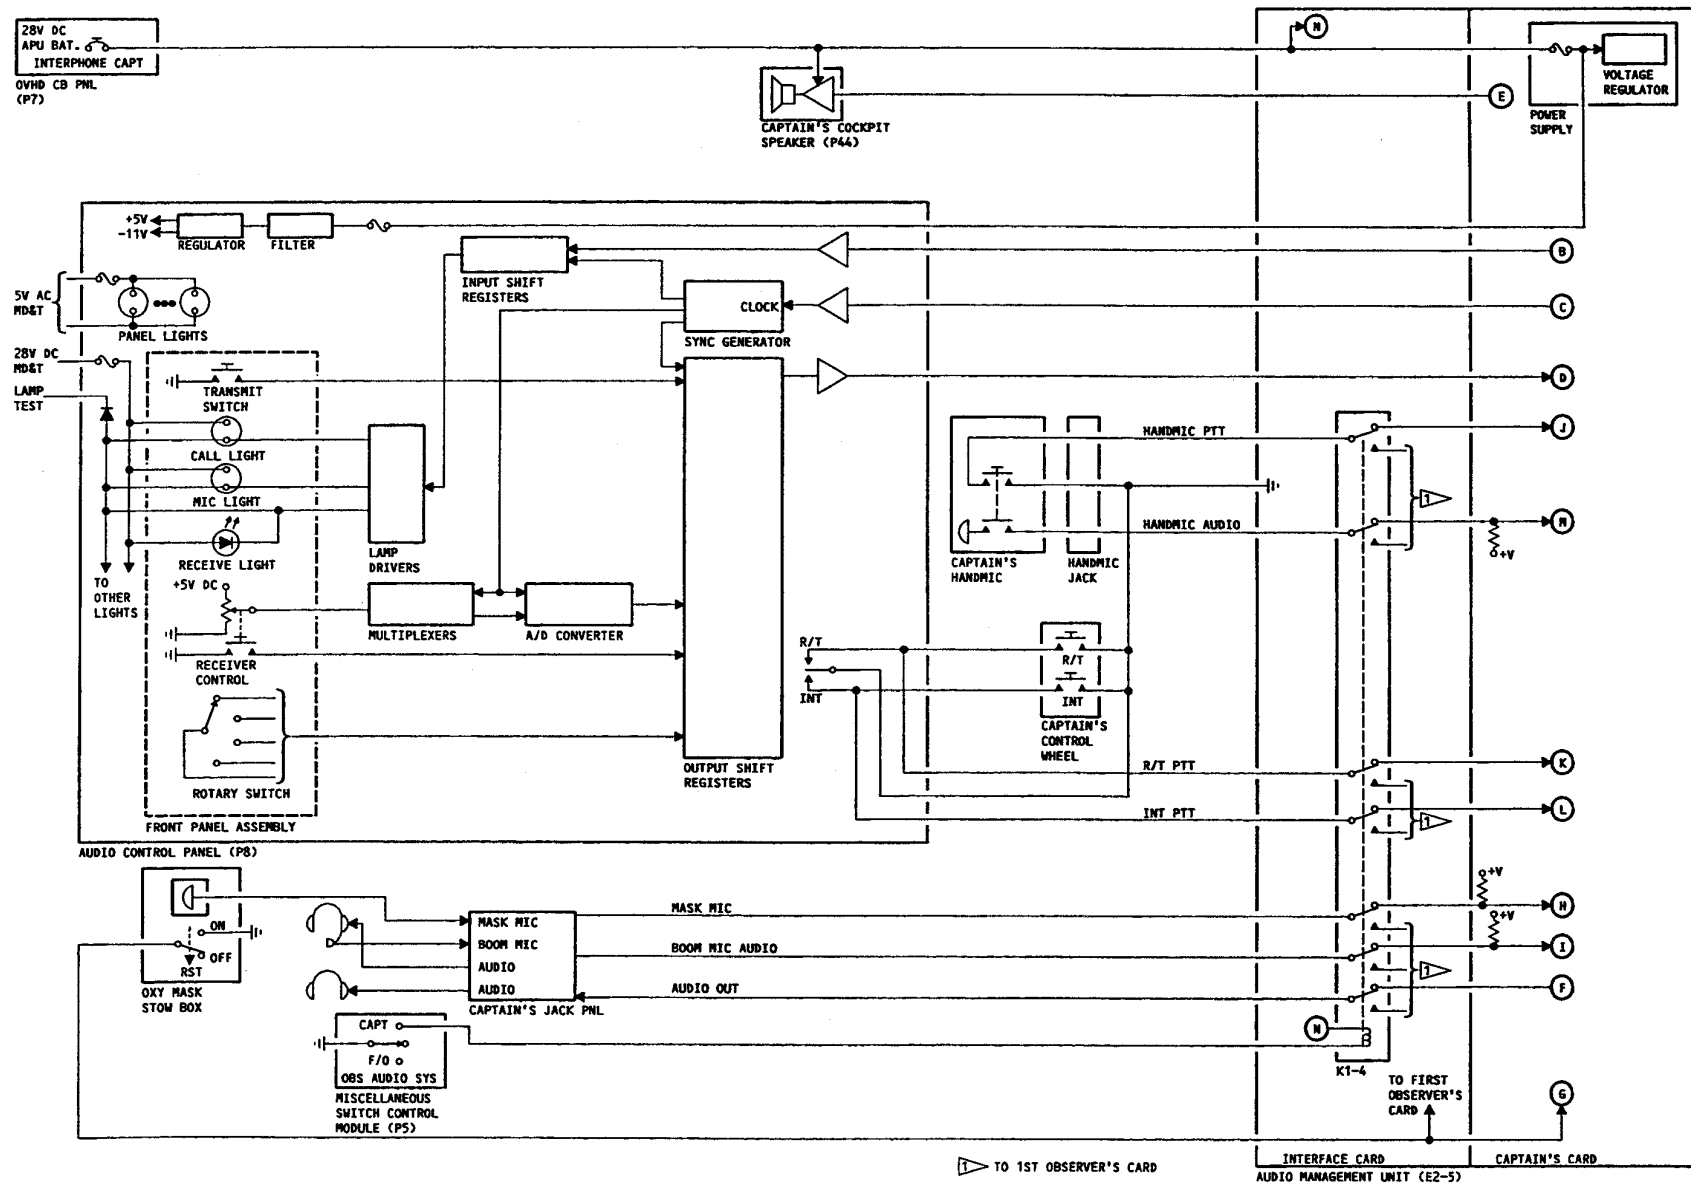 28V DC
APU BAT.
INTERPHONE CAPT
OVHD CB PNL
(P7)
N
E
CAPTAIN'S COCKPIT
SPEAKER (P44)
VOLTAGE
REGULATOR
POWER
SUPPLY
+5V
-11V
REGULATOR
FILTER
INPUT SHIFT
REGISTERS
B
5V AC
MD&T
PANEL LIGHTS
CLOCK
SYNC GENERATOR
C
28V DC
MD&T
LAMP
TEST
TRANSMIT
SWITCH
D
CALL LIGHT
MIC LIGHT
RECEIVE LIGHT
LAMP
DRIVERS
TO
OTHER
LIGHTS
+5V DC
MULTIPLEXERS
A/D CONVERTER
RECEIVER
CONTROL
ROTARY SWITCH
FRONT PANEL ASSEMBLY
OUTPUT SHIFT
REGISTERS
AUDIO CONTROL PANEL (P8)
HANDMIC PTT
J
1
HANDMIC AUDIO
M
+V
CAPTAIN'S
HANDMIC
HANDMIC
JACK
R/T
INT
R/T
INT
CAPTAIN'S
CONTROL
WHEEL
R/T PTT
K
INT PTT
L
1
OXY MASK
STOW BOX
ON
OFF
RST
MASK MIC
BOOM MIC
AUDIO
AUDIO
CAPTAIN'S JACK PNL
MASK MIC
+V
H
+V
BOOM MIC AUDIO
I
1
AUDIO OUT
F
CAPT
F/O
OBS AUDIO SYS
MISCELLANEOUS
SWITCH CONTROL
MODULE (P5)
N
K1-4
TO FIRST
OBSERVER'S
CARD
G
1 TO 1ST OBSERVER'S CARD
INTERFACE CARD
CAPTAIN'S CARD
AUDIO MANAGEMENT UNIT (E2-5)